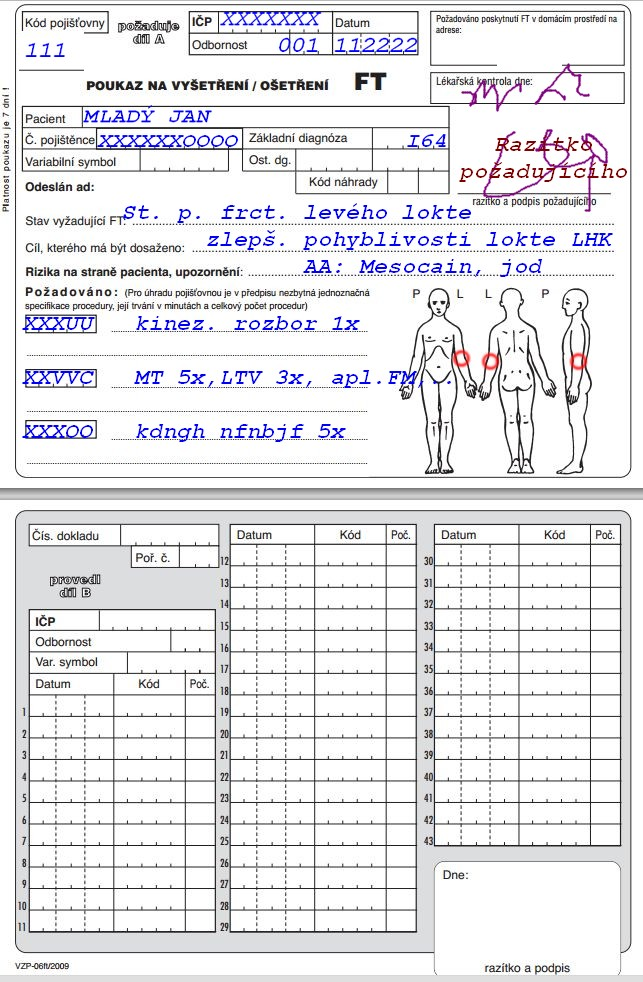 Kód pojišťovny
111
požaduje
díl A
IČP XXXXXXX
Odbornost 001
Datum
112222
Požadováno poskytnutí FT v domácím prostředí na
adrese:
Lékařská kontrola dne:
POUKAZ NA VYŠETŘENÍ / OŠETŘENÍ FT
Platnost poukazu je 7 dní !
Pacient MLADÝ JAN
Č. pojištěnce XXXXXX0000
Základní diagnóza I64
Variabilní symbol
Ost. dg.
Kód náhrady
Razítko
požadujícího
razítko a podpis požadujícího
Odeslán ad:
Stav vyžadující FT: St. p. frct. levého lokte
Cíl, kterého má být dosaženo: zlepš. pohyblivosti lokte LHK
Rizika na straně pacienta, upozornění: AA: Mesocain, jod
Požadováno: (Pro úhradu pojišťovnou je v předpisu nezbytná jednoznačná
specifikace procedury, její trvání v minutách a celkový počet procedur)
P L L P
XXXUU kinez. rozbor 1x
XXVVC MT 5x,LTV 3x, apl.FM,..
XXXOO kdngh nfnbjf 5x
Čís. dokladu
Poř. č.
provedl
díl B
IČP
Odbornost
Var. symbol
Datum Kód Poč.
1
2
3
4
5
6
7
8
9
10
11
Datum Kód Poč.
12
13
14
15
16
17
18
19
20
21
22
23
24
25
26
27
28
29
Datum Kód Poč.
30
31
32
33
34
35
36
37
38
39
40
41
42
43
Dne:
razítko a podpis
VZP-06ft/2009